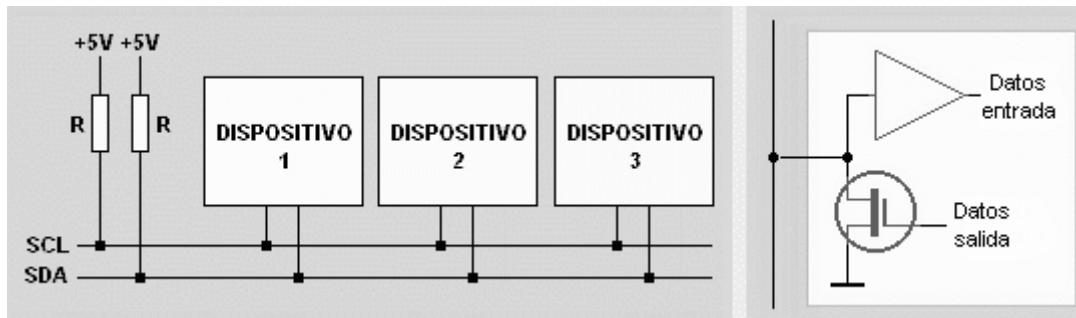 +5V +5V
R R
DISPOSITIVO
1
DISPOSITIVO
2
DISPOSITIVO
3
SCL
SDA
Datos
entrada
Datos
salida